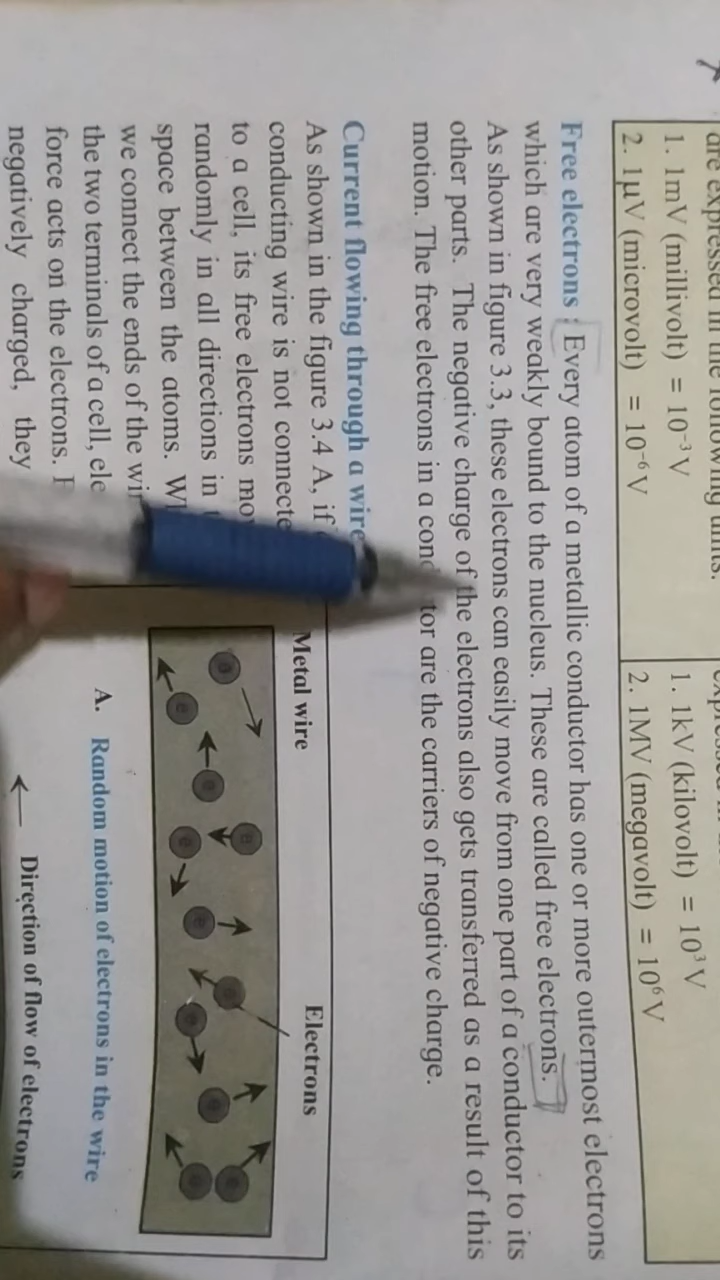 are expressed in the following units.
1. 1mV (millivolt) = 10⁻³ V
2. 1μV (microvolt) = 10⁻⁶ V
1. 1kV (kilovolt) = 10³ V
2. 1MV (megavolt) = 10⁶ V
Free electrons : Every atom of a metallic conductor has one or more outermost electrons
which are very weakly bound to the nucleus. These are called free electrons.
As shown in figure 3.3, these electrons can easily move from one part of a conductor to its
other parts. The negative charge of the electrons also gets transferred as a result of this
motion. The free electrons in a conductor are the carriers of negative charge.
Current flowing through a wire
As shown in the figure 3.4 A, if
conducting wire is not connecte
to a cell, its free electrons mo
randomly in all directions in
space between the atoms.
we connect the ends of the
the two terminals of a cell,
force acts on the electrons.
negatively charged, they
Metal wire
Electrons
A. Random motion of electrons in the wire
Direction of flow of electrons